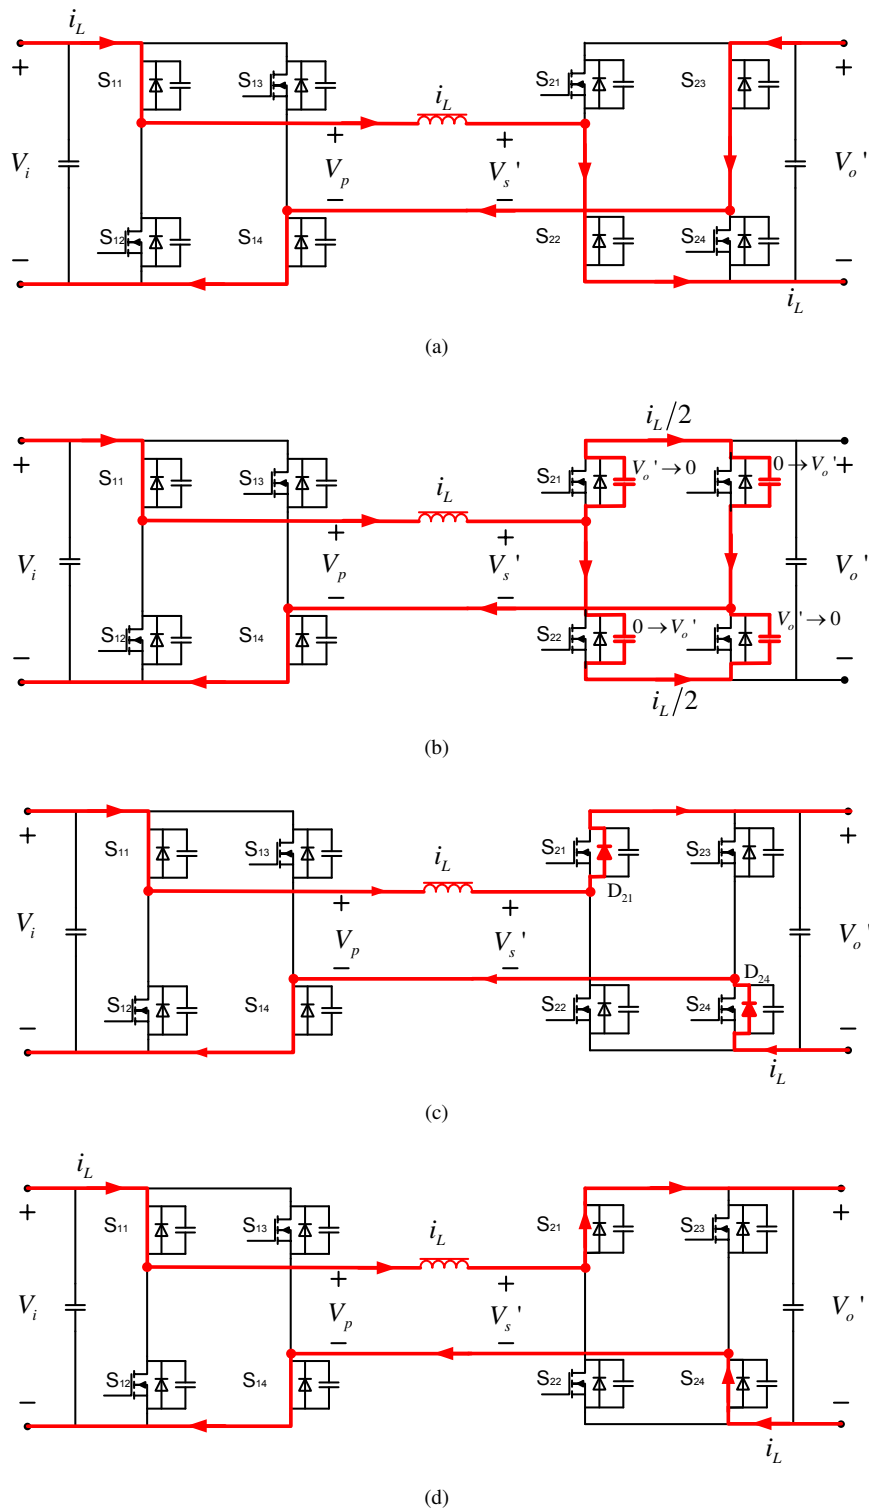 i_L
+ S11 S13 S21 S23 +
i_L
V_i + V_p − + V_s' − V_o'
S12 S14 S22 S24
− −
i_L
(a)
i_L/2
+ S11 S13 S21 V_o'→0 0→V_o' +
i_L
V_i + V_p − + V_s' − V_o'
S12 S14 S22 0→V_o' V_o'→0
− −
i_L/2
(b)
+ S11 S13 S21 S23 +
i_L D_21
V_i + V_p − + V_s' − V_o'
D_24
S12 S14 S22 S24
− −
i_L
(c)
i_L
+ S11 S13 S21 S23 +
i_L
V_i + V_p − + V_s' − V_o'
S12 S14 S22 S24
− −
i_L
(d)